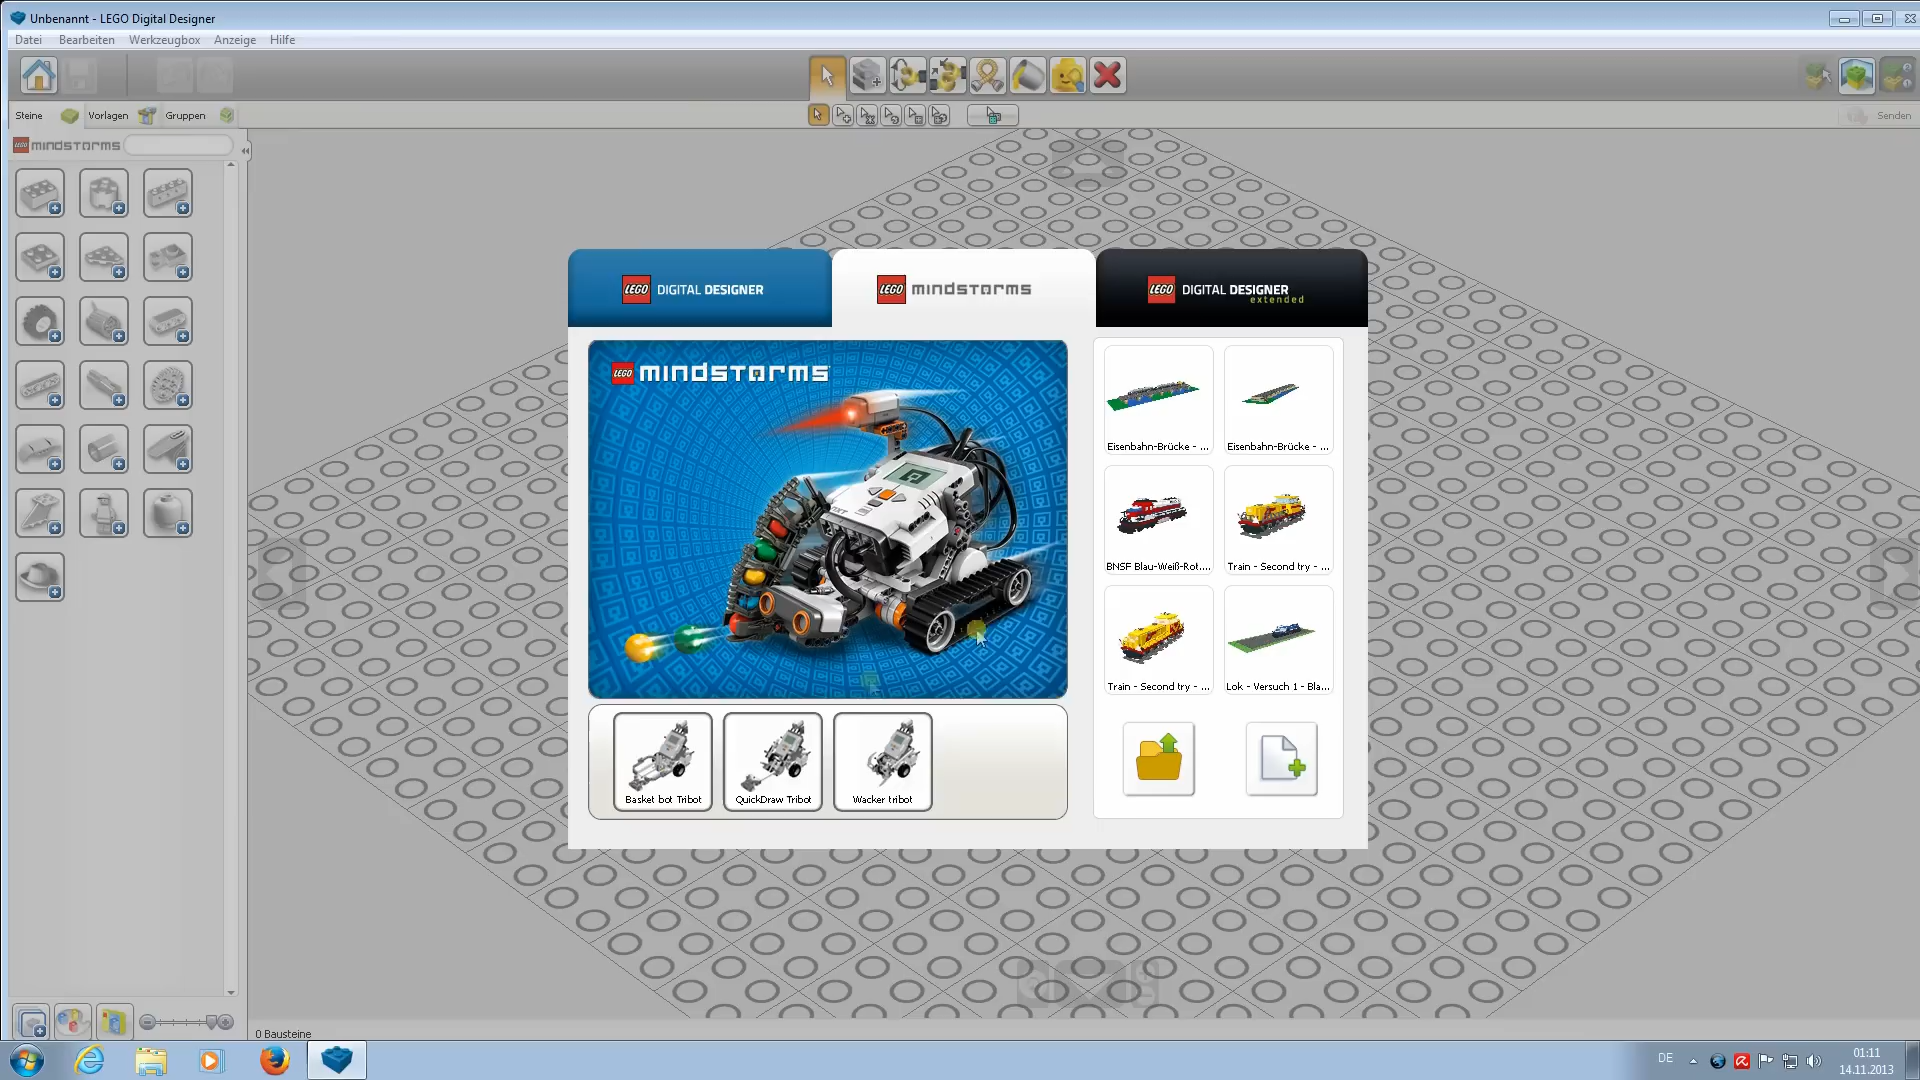 Unbenannt - LEGO Digital Designer
Datei Bearbeiten Werkzeugbox Anzeige Hilfe
Steine Vorlagen Gruppen
Senden
LEGO mindstorms
LEGO DIGITAL DESIGNER
LEGO mindstorms
LEGO DIGITAL DESIGNER
extended
LEGO mindstorms
NXT
Eisenbahn-Brücke - ...
Eisenbahn-Brücke - ...
BNSF Blau-Weiß-Rot....
Train - Second try - ...
Train - Second try - ...
Lok - Versuch 1 - Bla...
Basket bot Tribot
QuickDraw Tribot
Wacker tribot
0 Bausteine
DE
01:11
14.11.2013